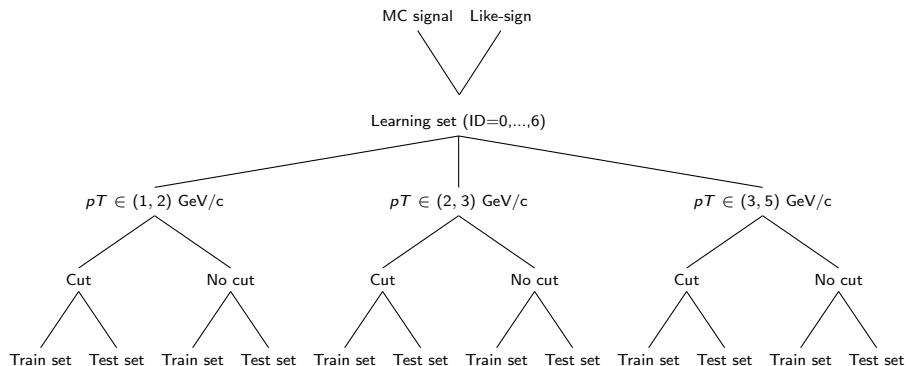 MC signal Like-sign
Learning set (ID=0,...,6)
pT ∈ (1, 2) GeV/c pT ∈ (2, 3) GeV/c pT ∈ (3, 5) GeV/c
Cut No cut Cut No cut Cut No cut
Train set Test set Train set Test set Train set Test set Train set Test set Train set Test set Train set Test set